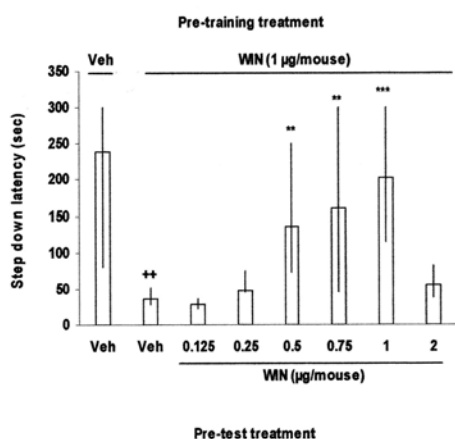 Pre-training treatment
Veh WIN (1 µg/mouse)
Step down latency (sec)
350
300
250
200
150
100
50
0
++
**
**
***
Veh Veh 0.125 0.25 0.5 0.75 1 2
WIN (µg/mouse)
Pre-test treatment